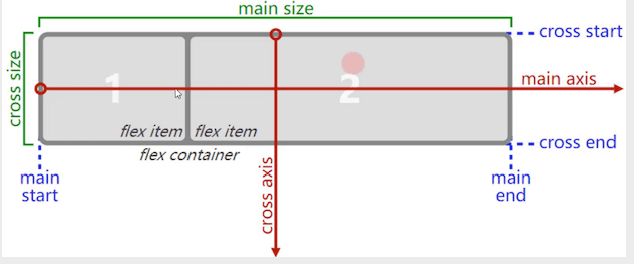 main size
cross start
cross size
1
2
main axis
flex item
flex item
cross end
flex container
cross axis
main
start
main
end